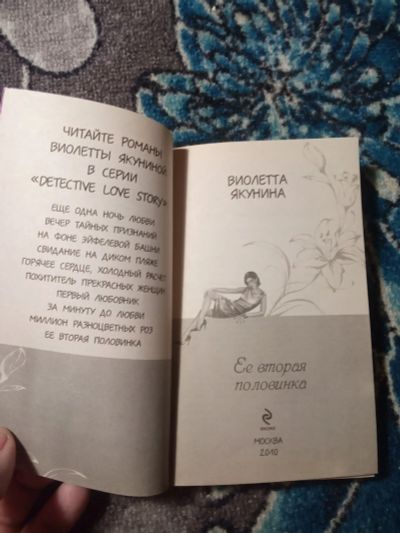 ЧИТАЙТЕ РОМАНЫ
ВИОЛЕТТЫ ЯКУНИНОЙ
В СЕРИИ
«DETECTIVE LOVE STORY»
ЕЩЕ ОДНА НОЧЬ ЛЮБВИ
ВЕЧЕР ТАЙНЫХ ПРИЗНАНИЙ
НА ФОНЕ ЭЙФЕЛЕВОЙ БАШНИ
СВИДАНИЕ НА ДИКОМ ПЛЯЖЕ
ГОРЯЧЕЕ СЕРДЦЕ, ХОЛОДНЫЙ РАСЧЕТ
ПОХИТИТЕЛЬ ПРЕКРАСНЫХ ЖЕНЩИН
ПЕРВЫЙ ЛЮБОВНИК
ЗА МИНУТУ ДО ЛЮБВИ
МИЛЛИОН РАЗНОЦВЕТНЫХ РОЗ
ЕЕ ВТОРАЯ ПОЛОВИНКА
ВИОЛЕТТА
ЯКУНИНА
Ее вторая
половинка
МОСКВА
2010